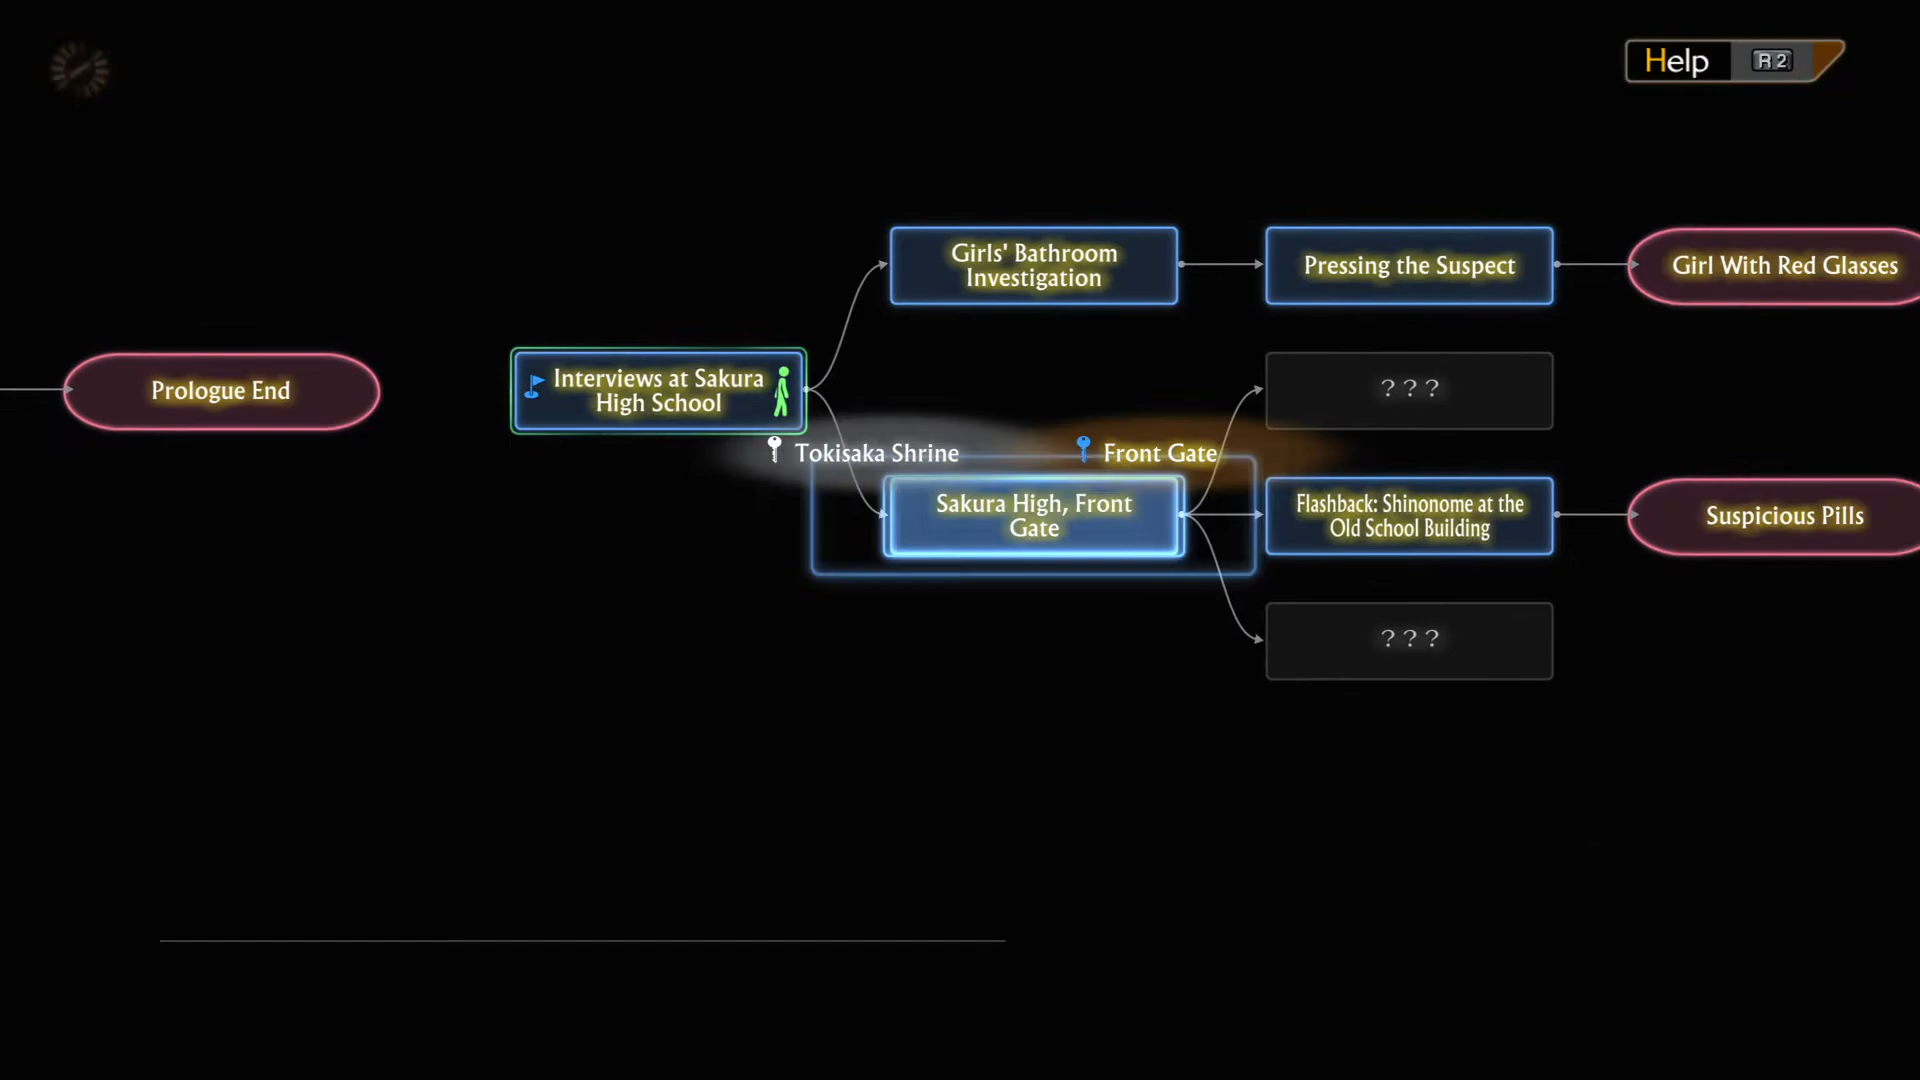 Help R2
Girls' Bathroom
Investigation
Pressing the Suspect
Girl With Red Glasses
Prologue End
Interviews at Sakura
High School
? ? ?
Tokisaka Shrine
Front Gate
Sakura High, Front
Gate
Flashback: Shinonome at the
Old School Building
Suspicious Pills
? ? ?